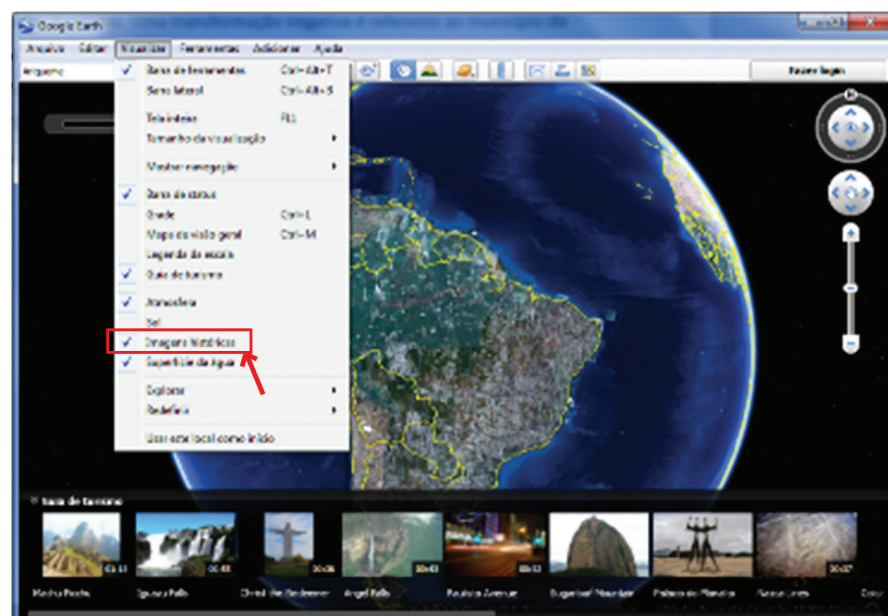 Google Earth
Arquivo Editar Visualizar Ferramentas Adicionar Ajuda
Fazer login
Barra de ferramentas Ctrl+Alt+T
Barra lateral Ctrl+Alt+B
Tela inteira F11
Tamanho da visualização
Mostrar navegação
Barra de status
Grade Ctrl+L
Mapa de visão geral Ctrl+M
Legenda da escala
Guia de turismo
Atmosfera
Sol
Imagens históricas
Superfície da água
Explorar
Redefinir
Usar este local como início
N
Guia de turismo
Machu Picchu Iguazu Falls Christ the Redeemer Angel Falls Paulista Avenue Sugarloaf Mountain Palacio do Planalto Nazca Lines